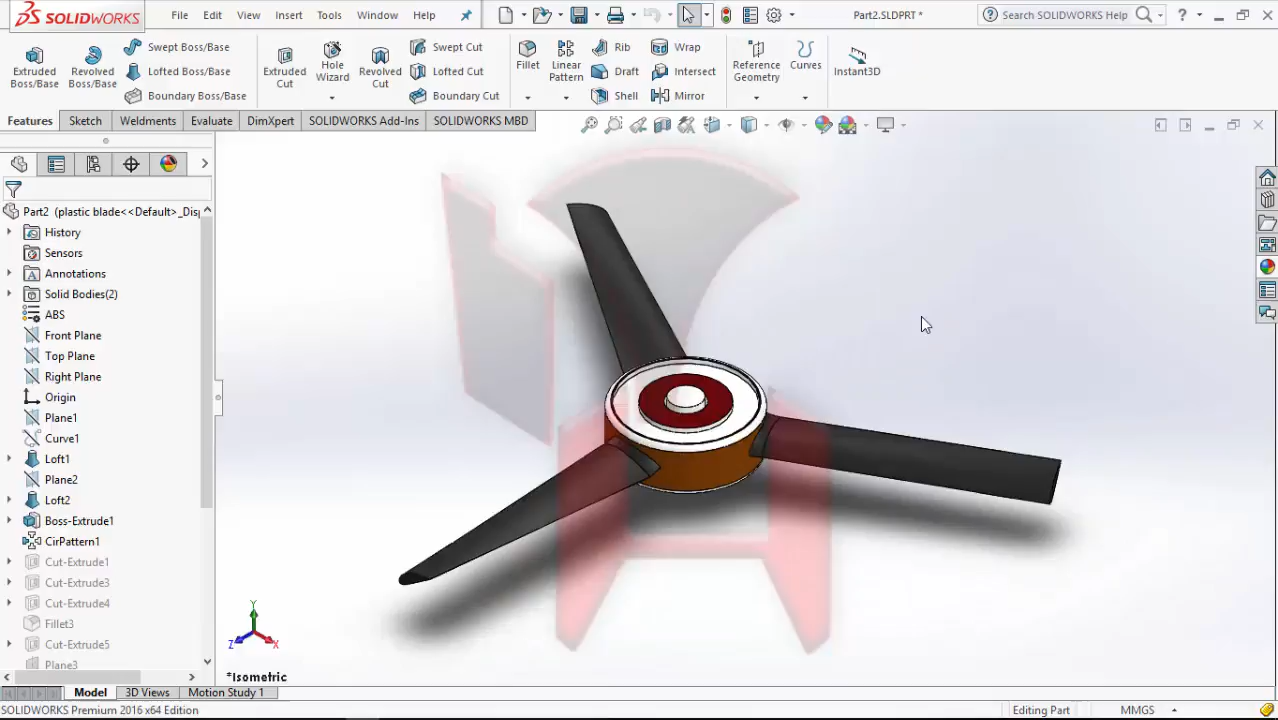 SOLIDWORKS File Edit View Insert Tools Window Help Part2.SLDPRT * Search SOLIDWORKS Help ?
Extruded Boss/Base
Revolved Boss/Base
Swept Boss/Base
Lofted Boss/Base
Boundary Boss/Base
Extruded Cut
Hole Wizard
Revolved Cut
Swept Cut
Lofted Cut
Boundary Cut
Fillet
Linear Pattern
Rib
Draft
Shell
Wrap
Intersect
Mirror
Reference Geometry
Curves
Instant3D
Features Sketch Weldments Evaluate DimXpert SOLIDWORKS Add-Ins SOLIDWORKS MBD
Part2 (plastic blade<<Default>_Disp
History
Sensors
Annotations
Solid Bodies(2)
ABS
Front Plane
Top Plane
Right Plane
Origin
Plane1
Curve1
Loft1
Plane2
Loft2
Boss-Extrude1
CirPattern1
Cut-Extrude1
Cut-Extrude3
Cut-Extrude4
Fillet3
Cut-Extrude5
Plane3
Y
Z
X
*Isometric
Model 3D Views Motion Study 1
SOLIDWORKS Premium 2016 x64 Edition Editing Part MMGS